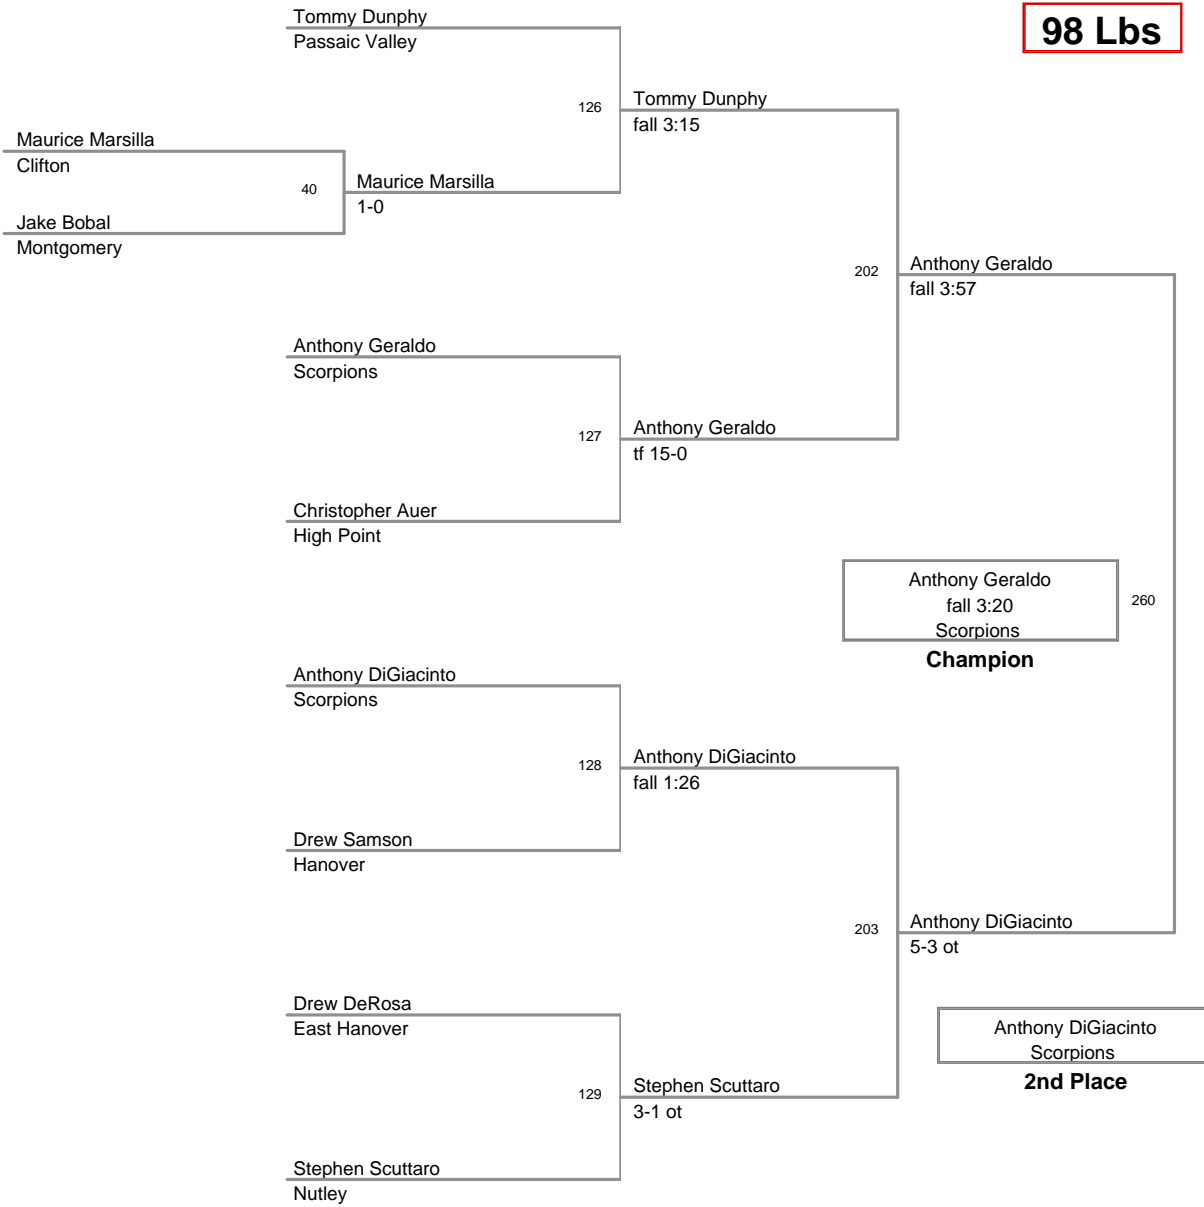 Tommy Dunphy
Passaic Valley
98 Lbs
126
Tommy Dunphy
fall 3:15
Maurice Marsilla
Clifton
40
Maurice Marsilla
1-0
Jake Bobal
Montgomery
202
Anthony Geraldo
fall 3:57
Anthony Geraldo
Scorpions
127
Anthony Geraldo
tf 15-0
Christopher Auer
High Point
Anthony Geraldo
fall 3:20
Scorpions
Champion
260
Anthony DiGiacinto
Scorpions
128
Anthony DiGiacinto
fall 1:26
Drew Samson
Hanover
203
Anthony DiGiacinto
5-3 ot
Drew DeRosa
East Hanover
Anthony DiGiacinto
Scorpions
2nd Place
129
Stephen Scuttaro
3-1 ot
Stephen Scuttaro
Nutley